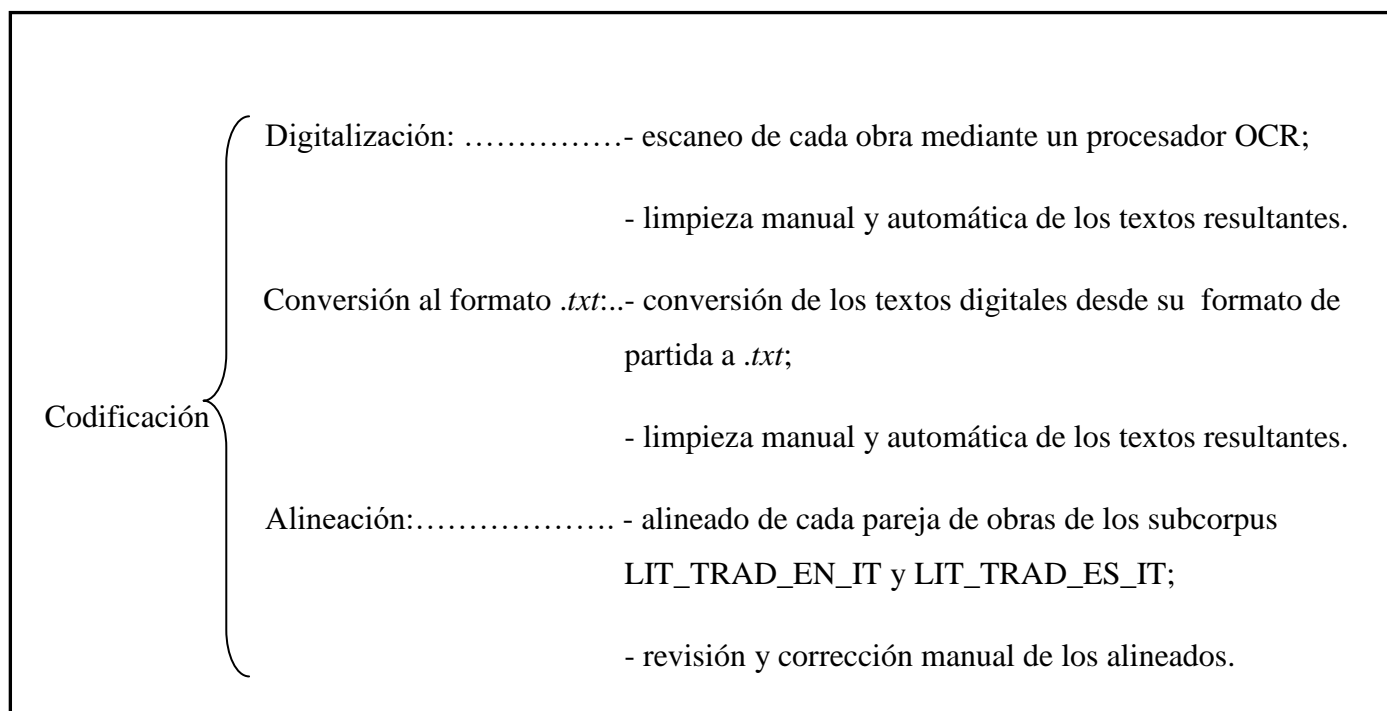 Digitalización: ……………- escaneo de cada obra mediante un procesador OCR;
- limpieza manual y automática de los textos resultantes.
Conversión al formato .txt:..- conversión de los textos digitales desde su formato de
partida a .txt;
Codificación
- limpieza manual y automática de los textos resultantes.
Alineación:………………. - alineado de cada pareja de obras de los subcorpus
LIT_TRAD_EN_IT y LIT_TRAD_ES_IT;
- revisión y corrección manual de los alineados.